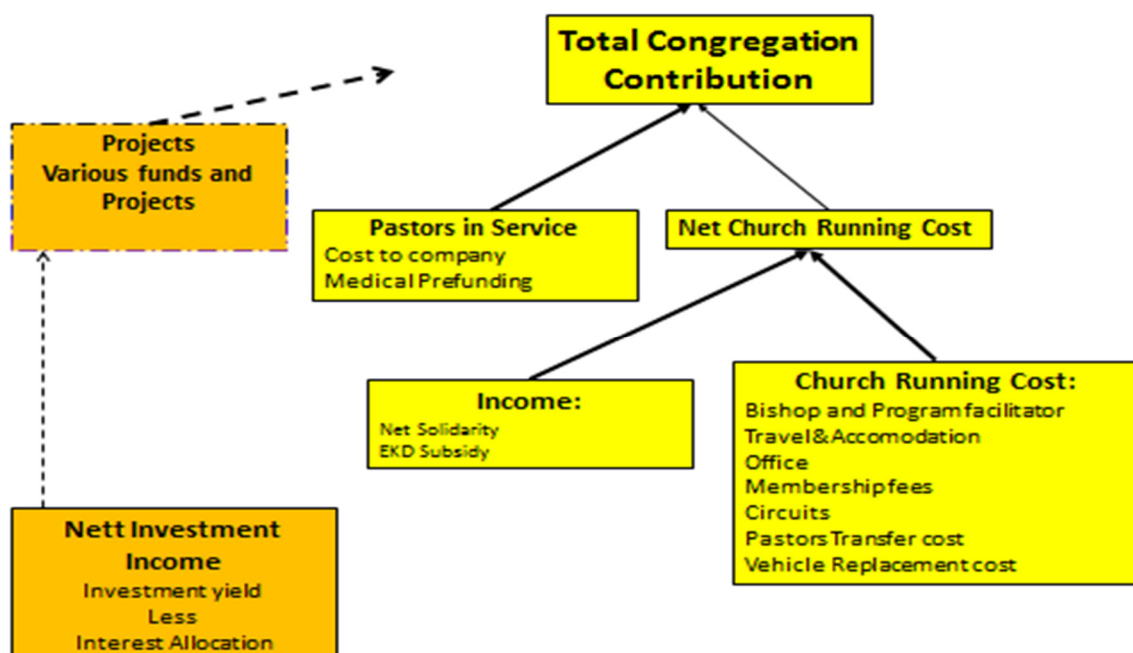 Total Congregation
Contribution
Projects
Various funds and
Projects
Pastors in Service
Cost to company
Medical Prefunding
Net Church Running Cost
Income:
Net Solidarity
EKD Subsidy
Church Running Cost:
Bishop and Program facilitator
Travel & Accomodation
Office
Membership fees
Circuits
Pastors Transfer cost
Vehicle Replacement cost
Nett Investment
Income
Investment yield
Less
Interest Allocation